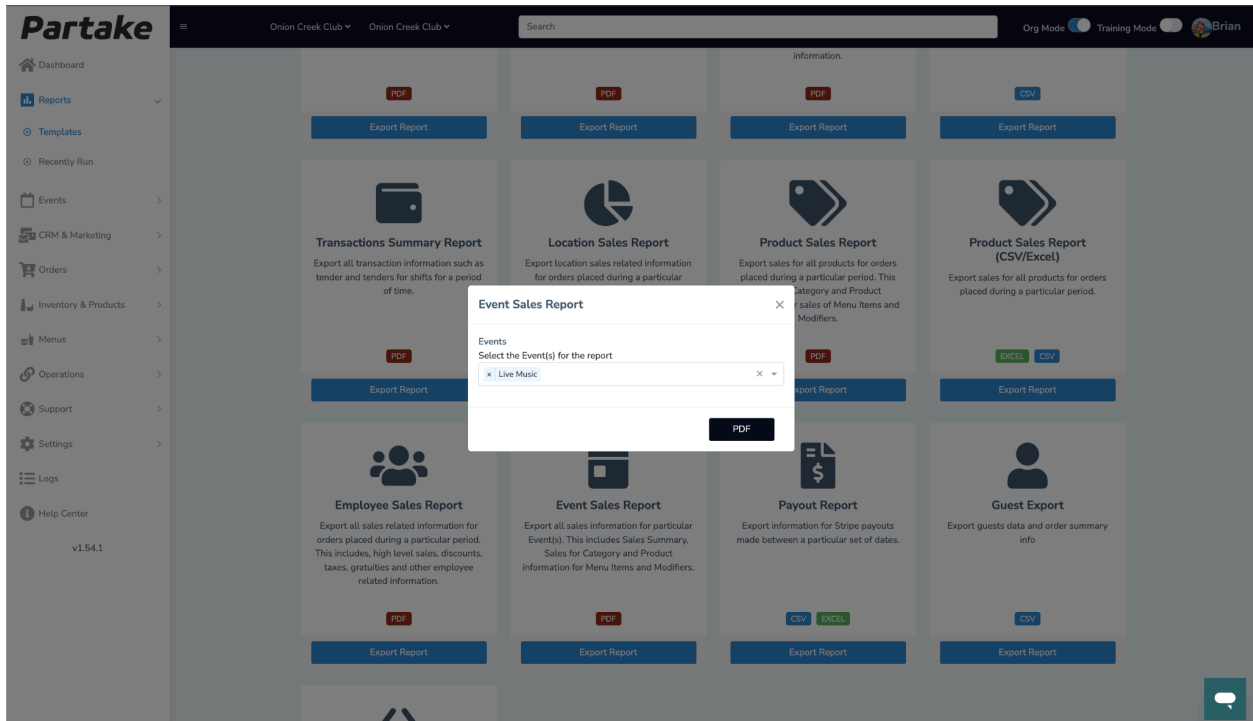 Partake
Onion Creek Club
Onion Creek Club
Search
Org Mode
Training Mode
Brian
Dashboard
Reports
Templates
Recently Run
Events
CRM & Marketing
Orders
Inventory & Products
Menus
Operations
Support
Settings
Logs
Help Center
v1.54.1
information.
PDF
PDF
PDF
CSV
Export Report
Export Report
Export Report
Export Report
Transactions Summary Report
Export all transaction information such as
tender and tenders for shifts for a period
of time.
PDF
Export Report
Location Sales Report
Export location sales related information
for orders placed during a particular
Product Sales Report
Export sales for all products for orders
placed during a particular period. This
Category and Product
r sales of Menu Items and
Modifiers.
PDF
xport Report
Product Sales Report
(CSV/Excel)
Export sales for all products for orders
placed during a particular period.
EXCEL
CSV
Export Report
Event Sales Report
Events
Select the Event(s) for the report
× Live Music
PDF
Employee Sales Report
Export all sales related information for
orders placed during a particular period.
This includes, high level sales, discounts,
taxes, gratuities and other employee
related information.
PDF
Export Report
Event Sales Report
Export all sales information for particular
Event(s). This includes Sales Summary,
Sales for Category and Product
information for Menu Items and Modifiers.
PDF
Export Report
Payout Report
Export information for Stripe payouts
made between a particular set of dates.
CSV
EXCEL
Export Report
Guest Export
Export guests data and order summary
info
CSV
Export Report